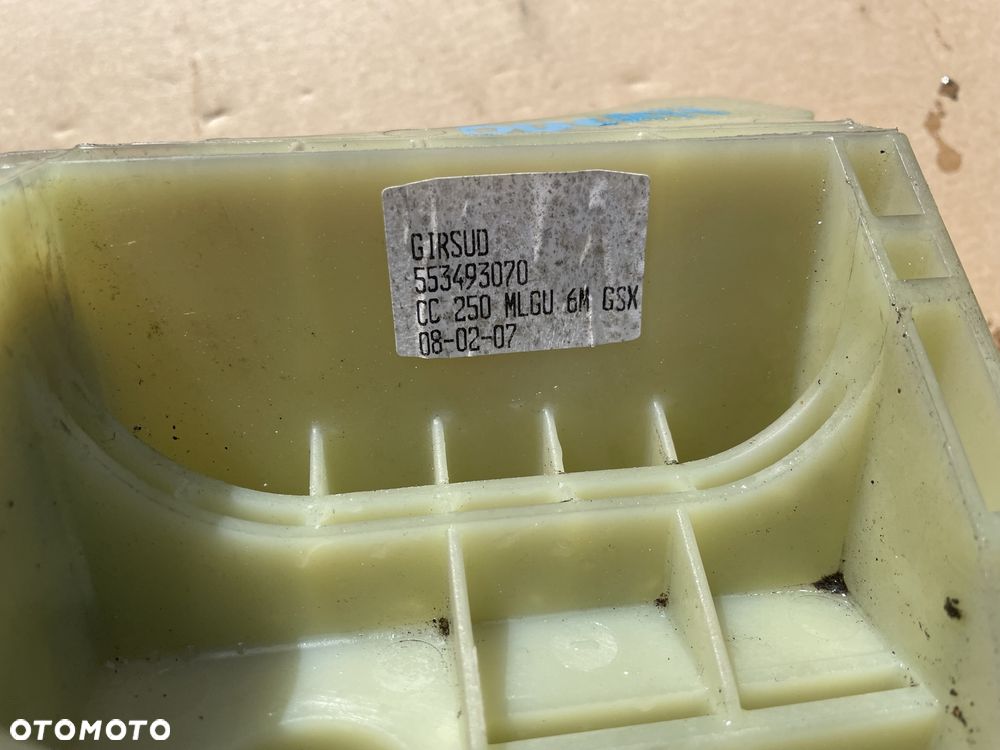 GIRSUD
553493070
CC 250 MLGU 6M GSX
08-02-07
OTOMOTO